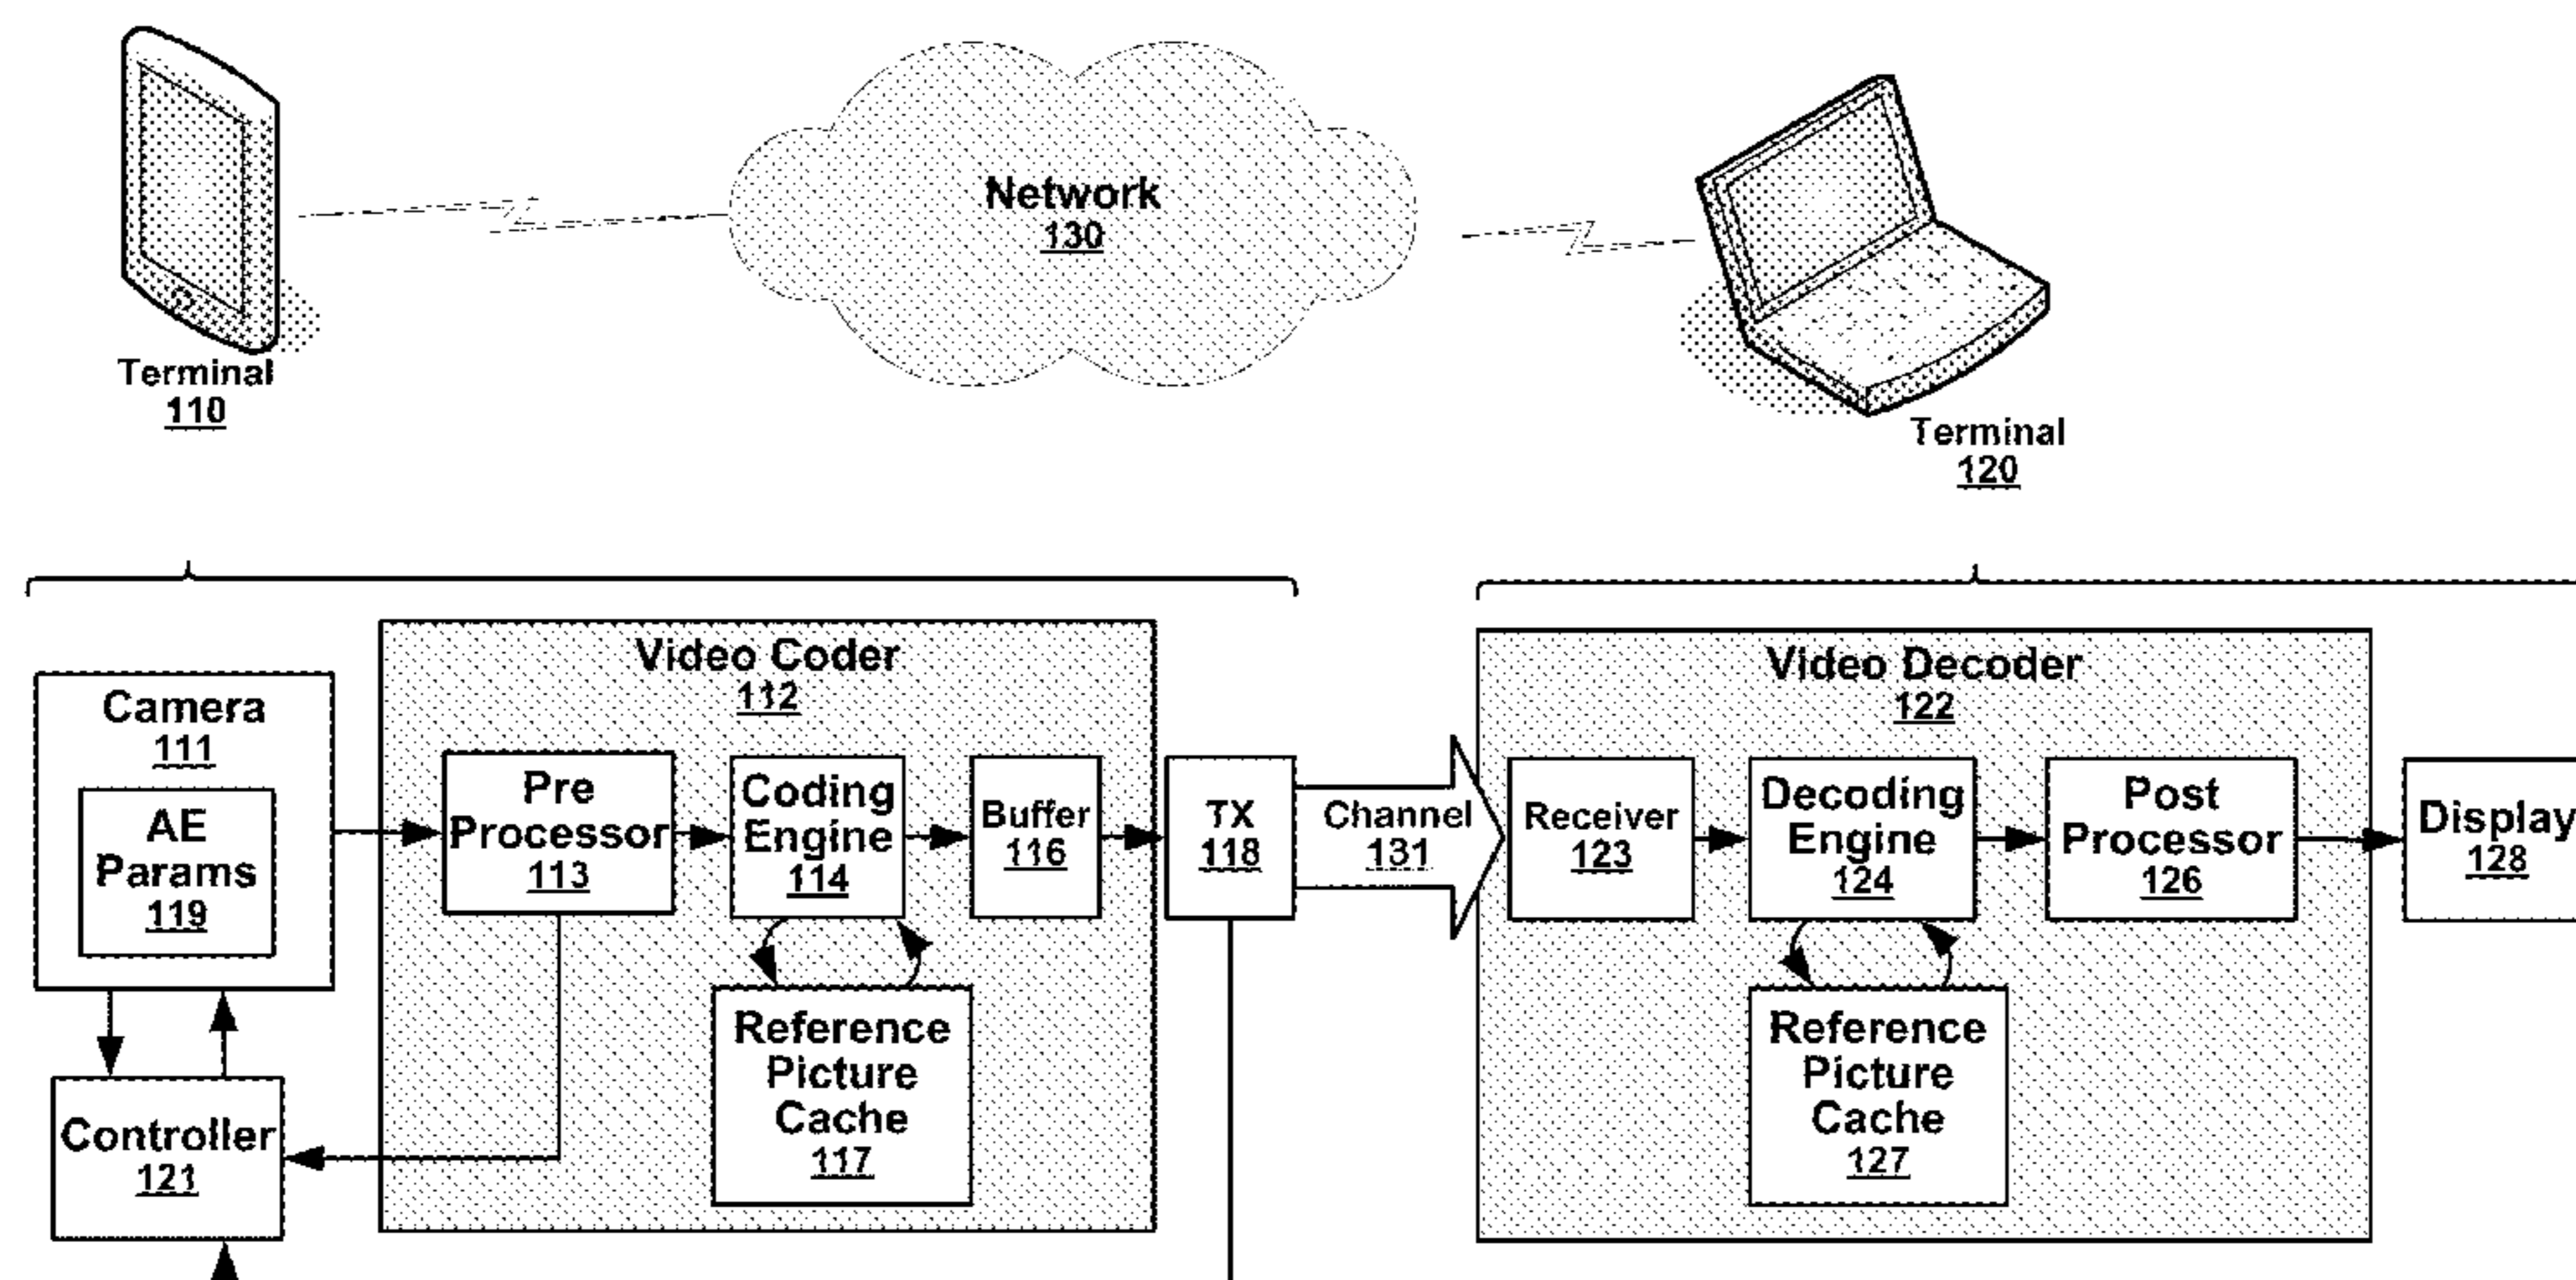 Network
130
Terminal
110
Terminal
120
Video Coder
112
Camera
111
AE
Params
119
Pre
Processor
113
Coding
Engine
114
Buffer
116
TX
118
Reference
Picture
Cache
117
Controller
121
Channel
131
Video Decoder
122
Receiver
123
Decoding
Engine
124
Post
Processor
126
Reference
Picture
Cache
127
Display
128